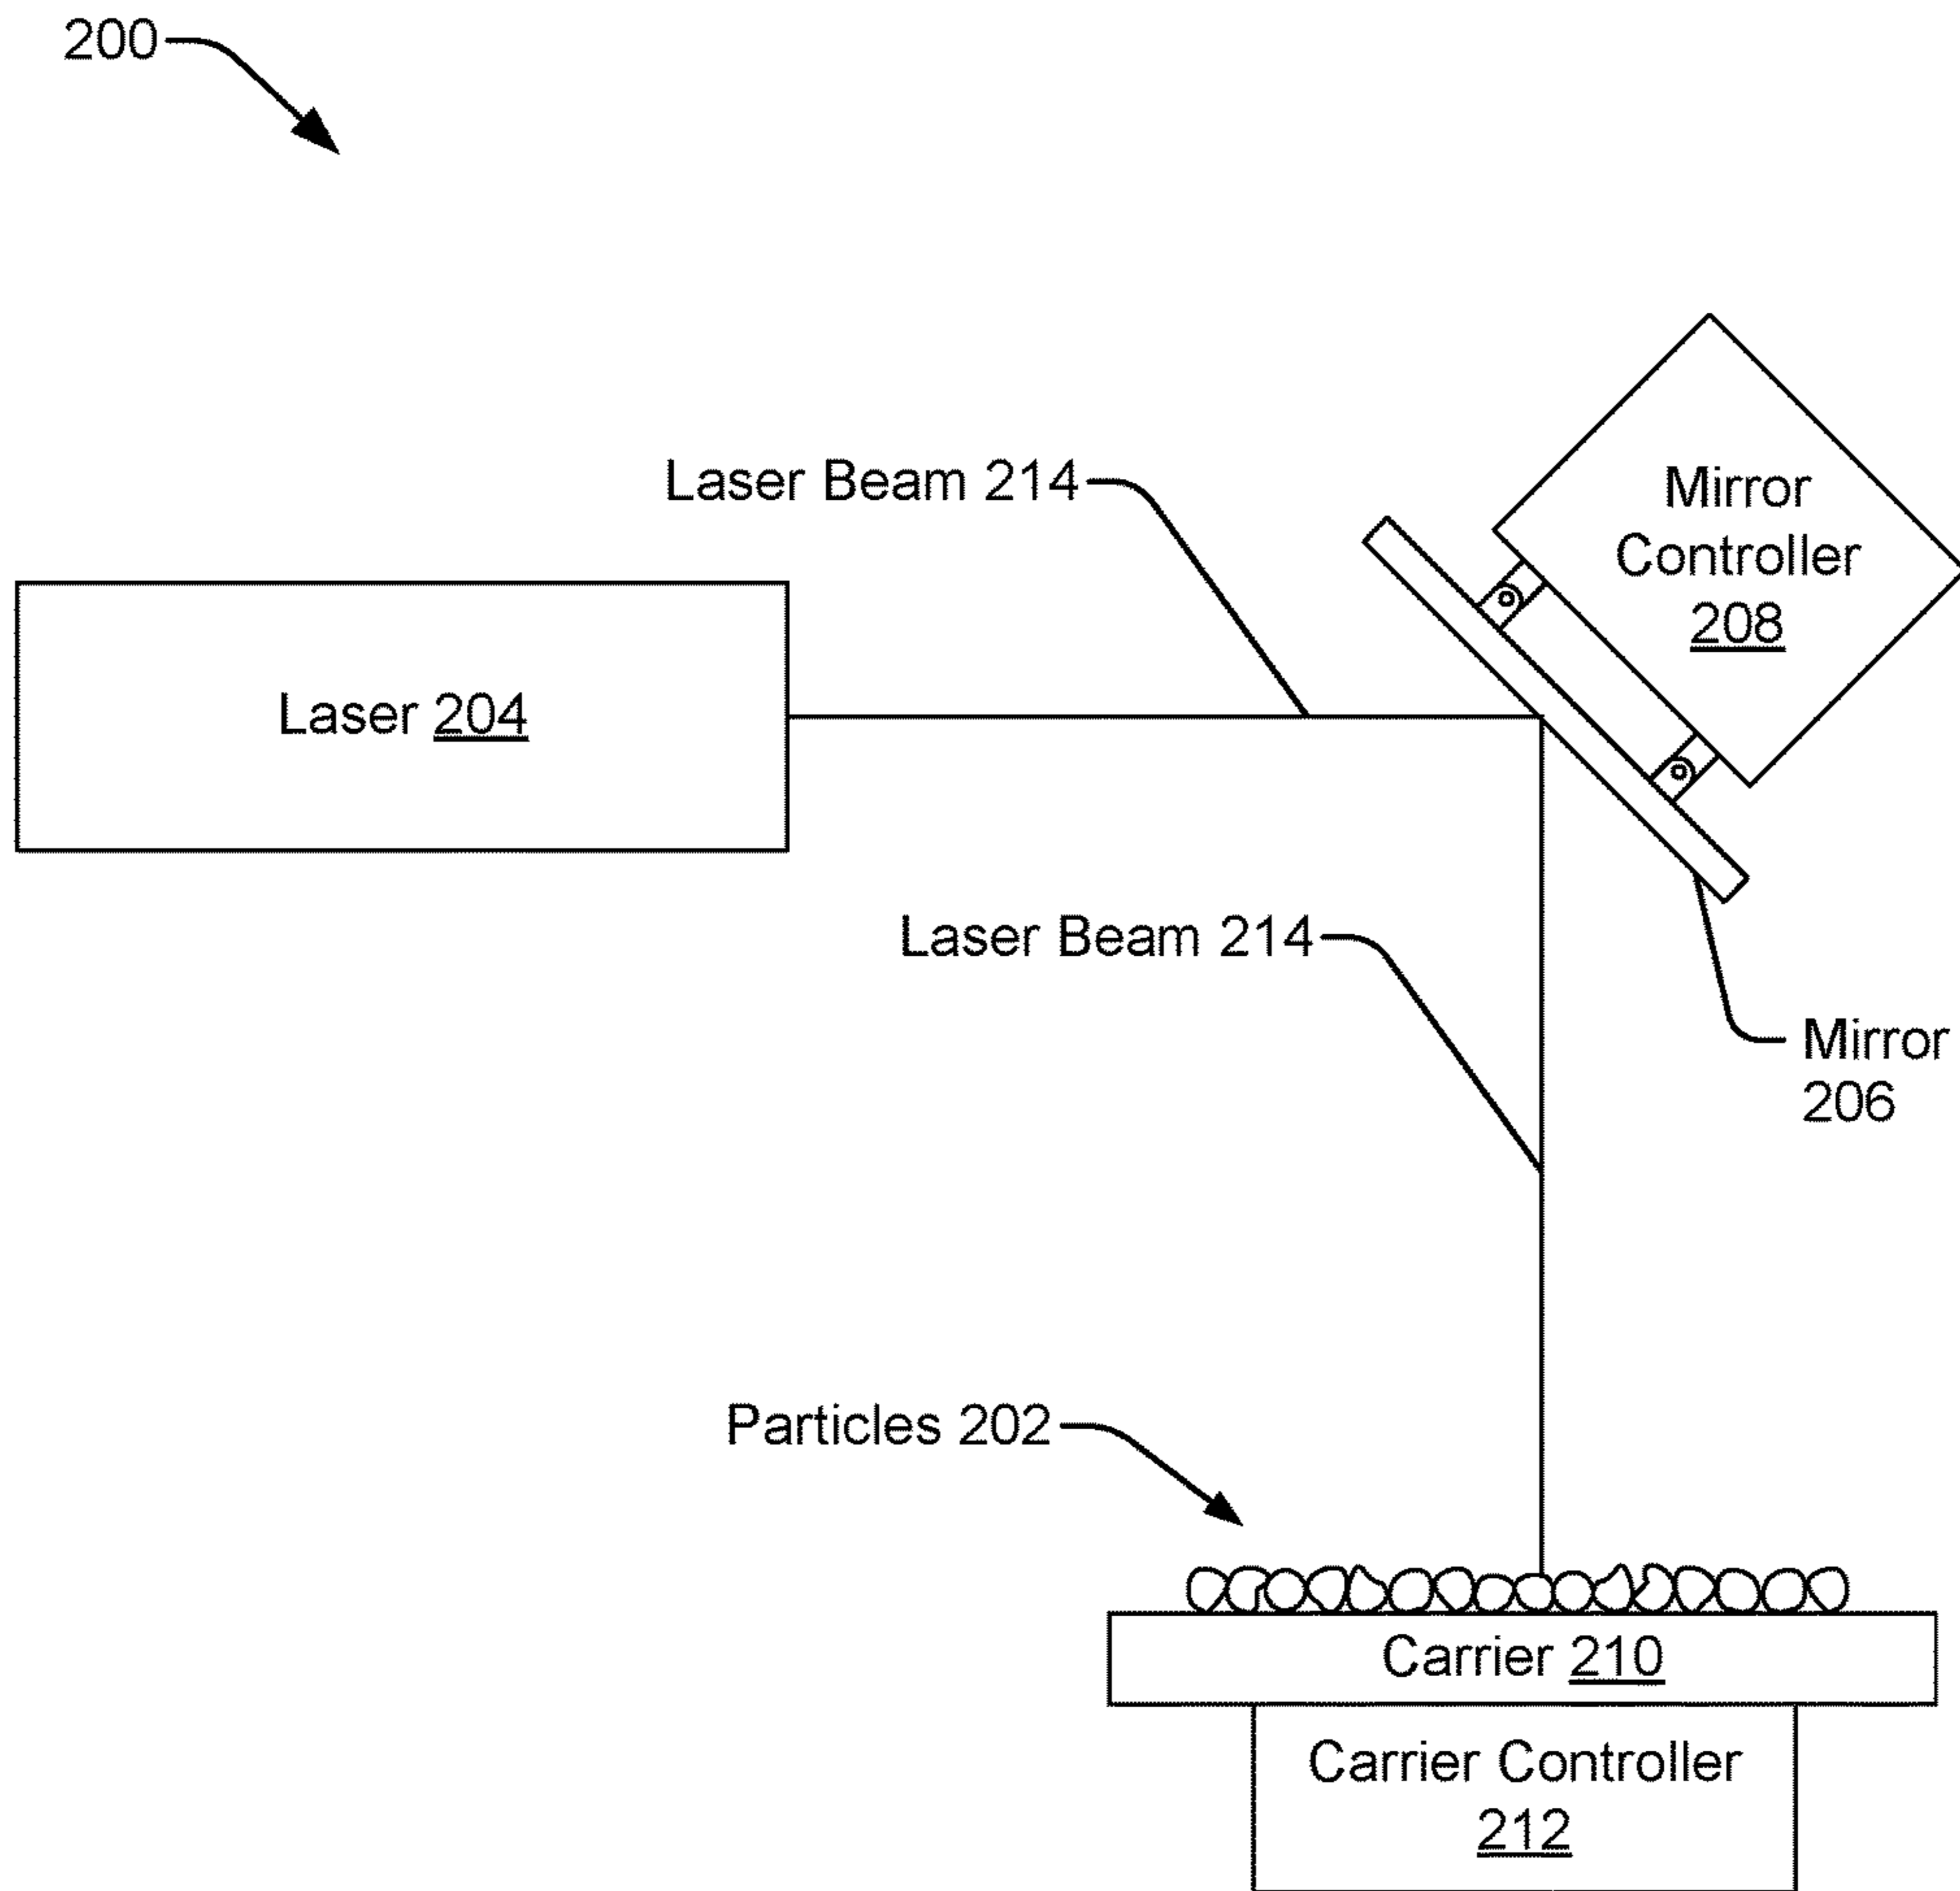 200
Laser Beam 214
Mirror
Controller
208
Laser 204
Laser Beam 214
Mirror
206
Particles 202
Carrier 210
Carrier Controller
212